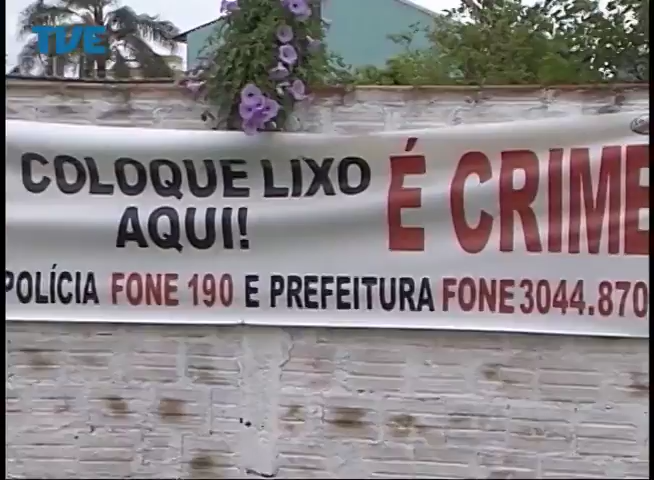 TVE
COLOQUE LIXO
AQUI!
É CRIME
POLÍCIA FONE 190 E PREFEITURA FONE 3044.870